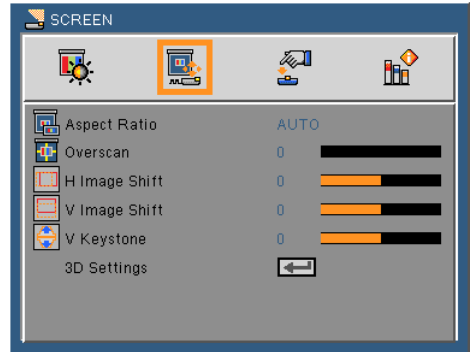 SCREEN
Aspect Ratio AUTO
Overscan 0
H Image Shift 0
V Image Shift 0
V Keystone 0
3D Settings